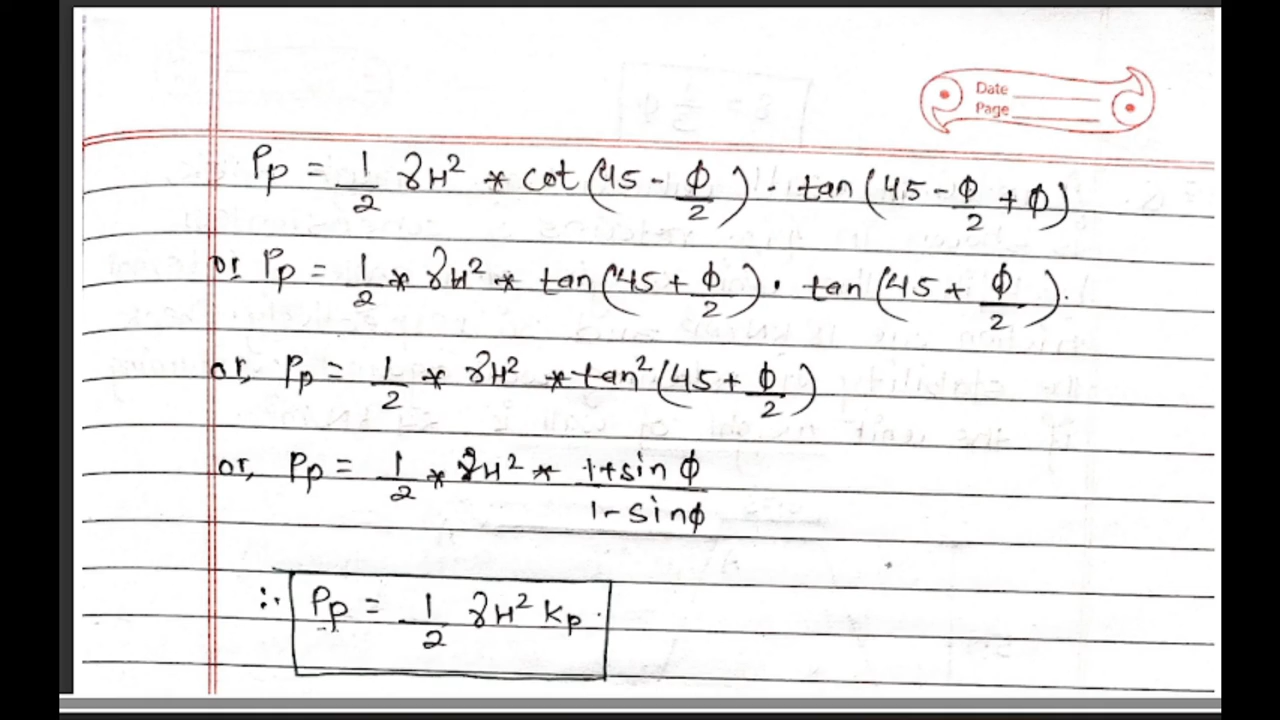 Date
Page
Pp = 1/2 γH² * cot(45 - φ/2) . tan(45 - φ/2 + φ)
or Pp = 1/2 * γH² * tan(45 + φ/2) . tan(45 + φ/2).
or, Pp = 1/2 * γH² * tan²(45 + φ/2)
or, Pp = 1/2 * γH² * 1+sinφ/1-sinφ
∴ Pp = 1/2 γH² Kp.